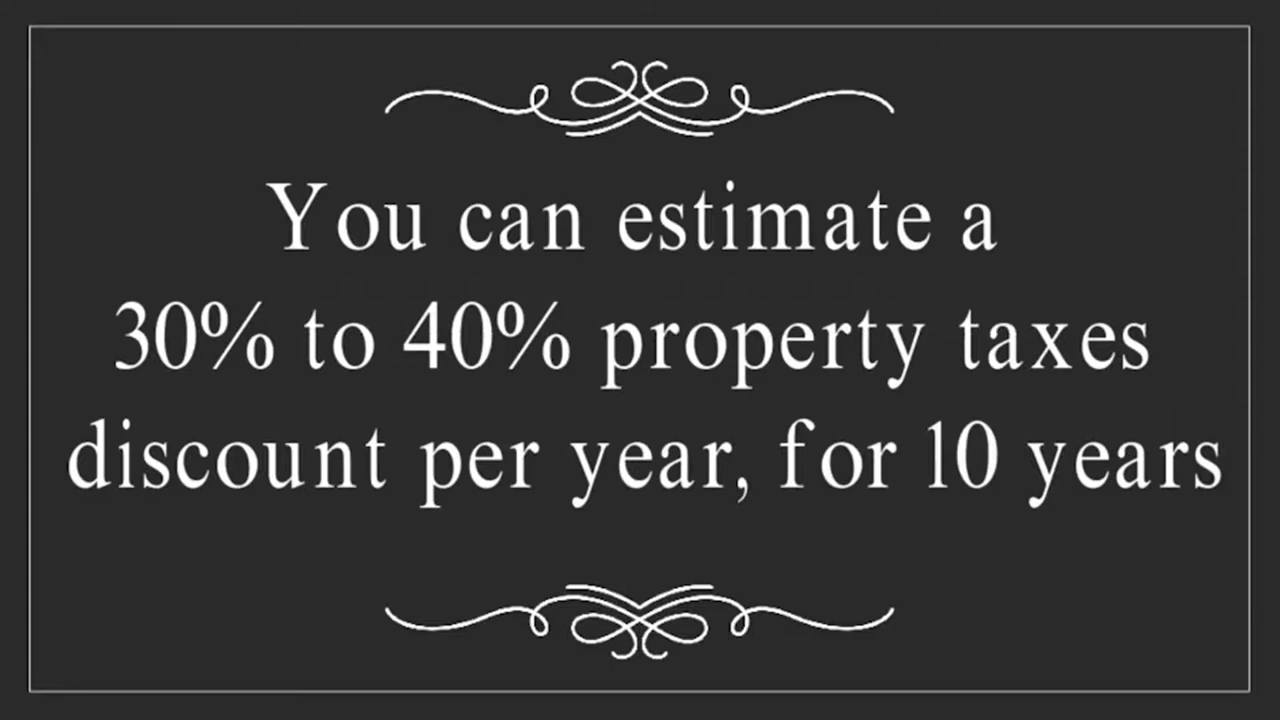 You can estimate a
30% to 40% property taxes
discount per year, for 10 years